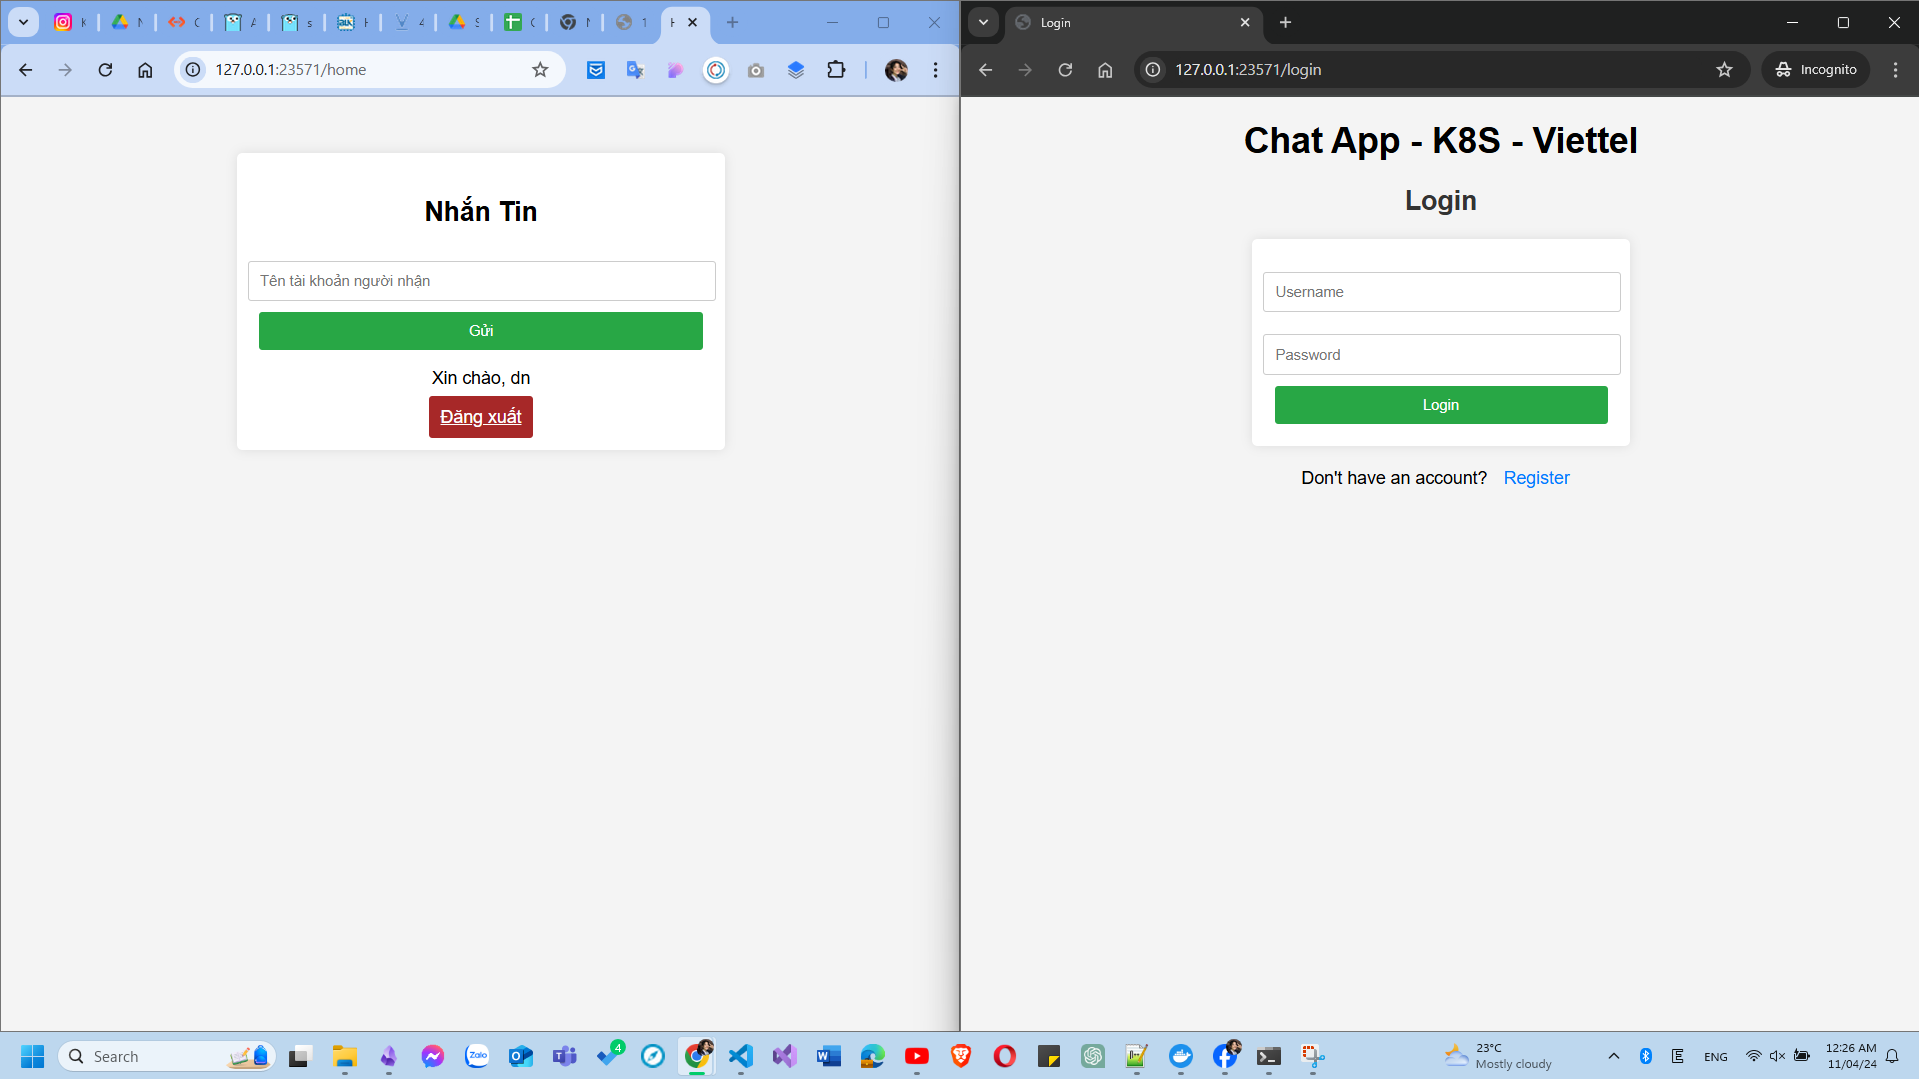 127.0.0.1:23571/home
Nhắn Tin
Tên tài khoản người nhận
Gửi
Xin chào, dn
Đăng xuất
Login
127.0.0.1:23571/login
Incognito
Chat App - K8S - Viettel
Login
Username
Password
Login
Don't have an account? Register
Search
Zalo
4
23°C
Mostly cloudy
ENG
12:26 AM
11/04/24